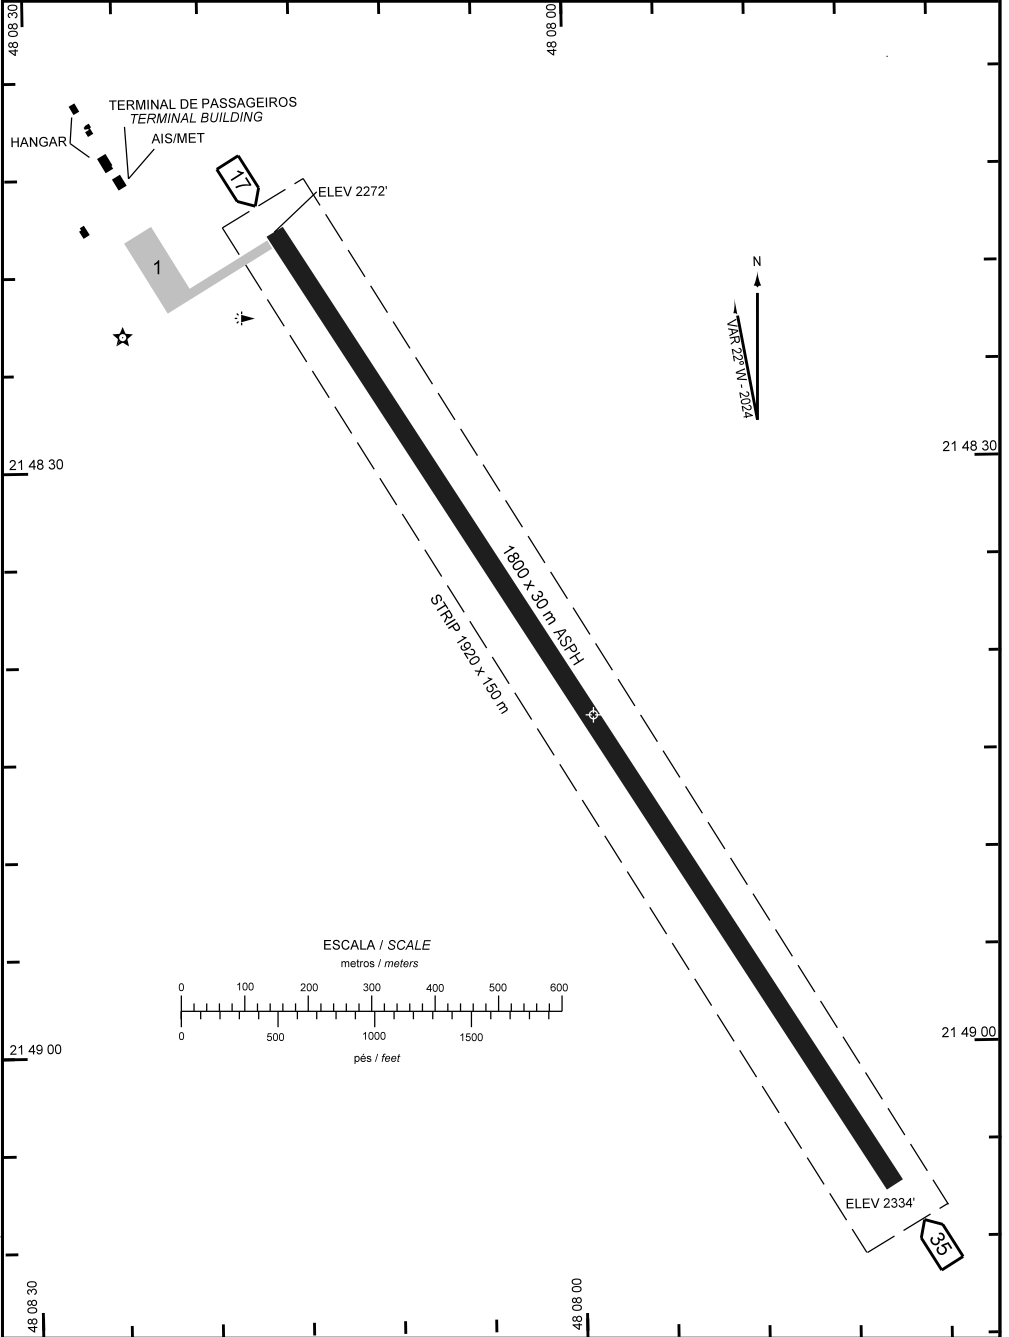 48 08 30
48 08 00
TERMINAL DE PASSAGEIROS
TERMINAL BUILDING
AIS/MET
HANGAR
17
ELEV 2272'
1
N
VAR 22º W - 2024
21 48 30
21 48 30
1800 x 30 m ASPH
STRIP 1920 x 150 m
ESCALA / SCALE
metros / meters
0 100 200 300 400 500 600
0 500 1000 1500
pés / feet
21 49 00
21 49 00
ELEV 2334'
35
48 08 30
48 08 00